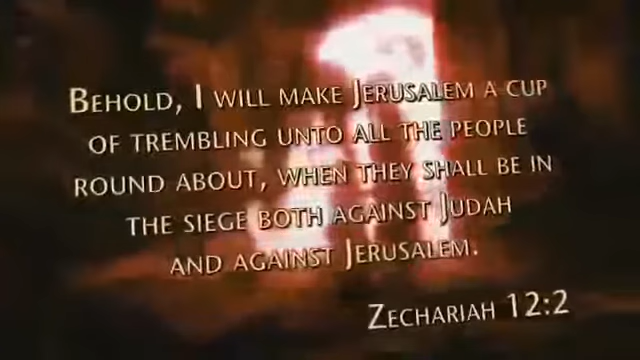 Behold, I will make Jerusalem a cup
of trembling unto all the people
round about, when they shall be in
the siege both against Judah
and against Jerusalem.
Zechariah 12:2